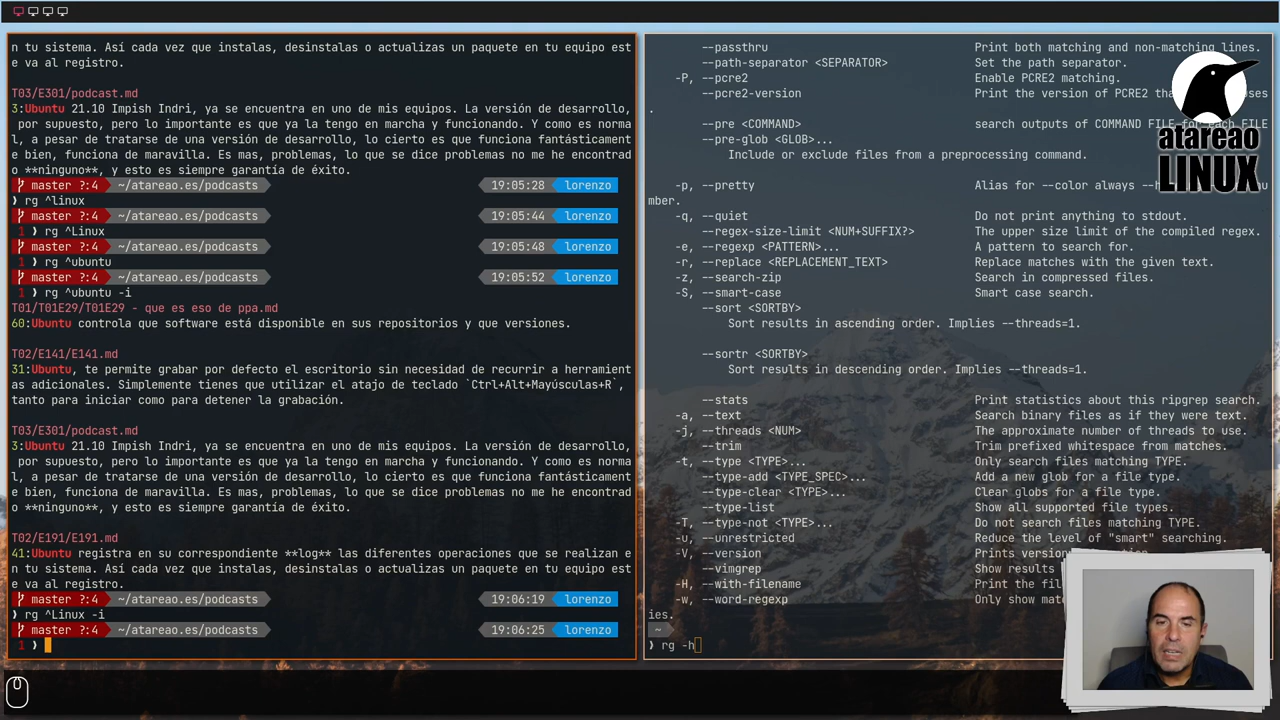 n tu sistema. Asi cada vez que instalas, desinstalas o actualizas un paquete en tu equipo est
e va al registro.
T03/E301/podcast.md
3:Ubuntu 21.10 Impish Indri, ya se encuentra en uno de mis equipos. La versión de desarrollo,
por supuesto, pero lo importante es que ya la tengo en marcha y funcionando. Y como es norma
l, a pesar de tratarse de una versión de desarrollo, lo cierto es que funciona fantásticament
e bien, funciona de maravilla. Es mas, problemas, lo que se dice problemas no me he encontrad
o **ninguno**, y esto es siempre garantía de éxito.
master ?:4 ~/atareao.es/podcasts 19:05:28 lorenzo
❯ rg ^linux
master ?:4 ~/atareao.es/podcasts 19:05:44 lorenzo
1 ❯ rg ^Linux
master ?:4 ~/atareao.es/podcasts 19:05:48 lorenzo
1 ❯ rg ^ubuntu
master ?:4 ~/atareao.es/podcasts 19:05:52 lorenzo
1 ❯ rg ^ubuntu -i
T01/T01E29/T01E29 - que es eso de ppa.md
60:Ubuntu controla que software está disponible en sus repositorios y que versiones.
T02/E141/E141.md
31:Ubuntu, te permite grabar por defecto el escritorio sin necesidad de recurrir a herramient
as adicionales. Simplemente tienes que utilizar el atajo de teclado `Ctrl+Alt+Mayúsculas+R`,
tanto para iniciar como para detener la grabación.
T03/E301/podcast.md
3:Ubuntu 21.10 Impish Indri, ya se encuentra en uno de mis equipos. La versión de desarrollo,
por supuesto, pero lo importante es que ya la tengo en marcha y funcionando. Y como es norma
l, a pesar de tratarse de una versión de desarrollo, lo cierto es que funciona fantásticament
e bien, funciona de maravilla. Es mas, problemas, lo que se dice problemas no me he encontrad
o **ninguno**, y esto es siempre garantía de éxito.
T02/E191/E191.md
41:Ubuntu registra en su correspondiente **log** las diferentes operaciones que se realizan e
n tu sistema. Asi cada vez que instalas, desinstalas o actualizas un paquete en tu equipo est
e va al registro.
master ?:4 ~/atareao.es/podcasts 19:06:19 lorenzo
❯ rg ^Linux -i
master ?:4 ~/atareao.es/podcasts 19:06:25 lorenzo
1 ❯
--passthru Print both matching and non-matching lines.
--path-separator <SEPARATOR> Set the path separator.
-P, --pcre2 Enable PCRE2 matching.
--pcre2-version Print the version of PCRE2 uses
.
--pre <COMMAND> search outputs of COMMAND FILE for each FILE
--pre-glob <GLOB>...
Include or exclude files from a preprocessing command.
-p, --pretty Alias for --color always
mber.
-q, --quiet Do not print anything to stdout.
--regex-size-limit <NUM+SUFFIX?> The upper size limit of the compiled regex.
-e, --regexp <PATTERN>... A pattern to search for.
-r, --replace <REPLACEMENT_TEXT> Replace matches with the given text.
-z, --search-zip Search in compressed files.
-S, --smart-case Smart case search.
--sort <SORTBY>
Sort results in ascending order. Implies --threads=1.
--sortr <SORTBY>
Sort results in descending order. Implies --threads=1.
--stats Print statistics about this ripgrep search.
-a, --text Search binary files as if they were text.
-j, --threads <NUM> The approximate number of threads to use.
--trim Trim prefixed whitespace from matches.
-t, --type <TYPE>... Only search files matching TYPE.
--type-add <TYPE_SPEC>... Add a new glob for a file type.
--type-clear <TYPE>... Clear globs for a file type.
--type-list Show all supported file types.
-T, --type-not <TYPE>... Do not search files matching TYPE.
-u, --unrestricted Reduce the level of "smart" searching.
-V, --version Prints
--vimgrep Show results
-H, --with-filename Print the
-w, --word-regexp Only show
ies.
~
❯ rg -h
atareao
LINUX